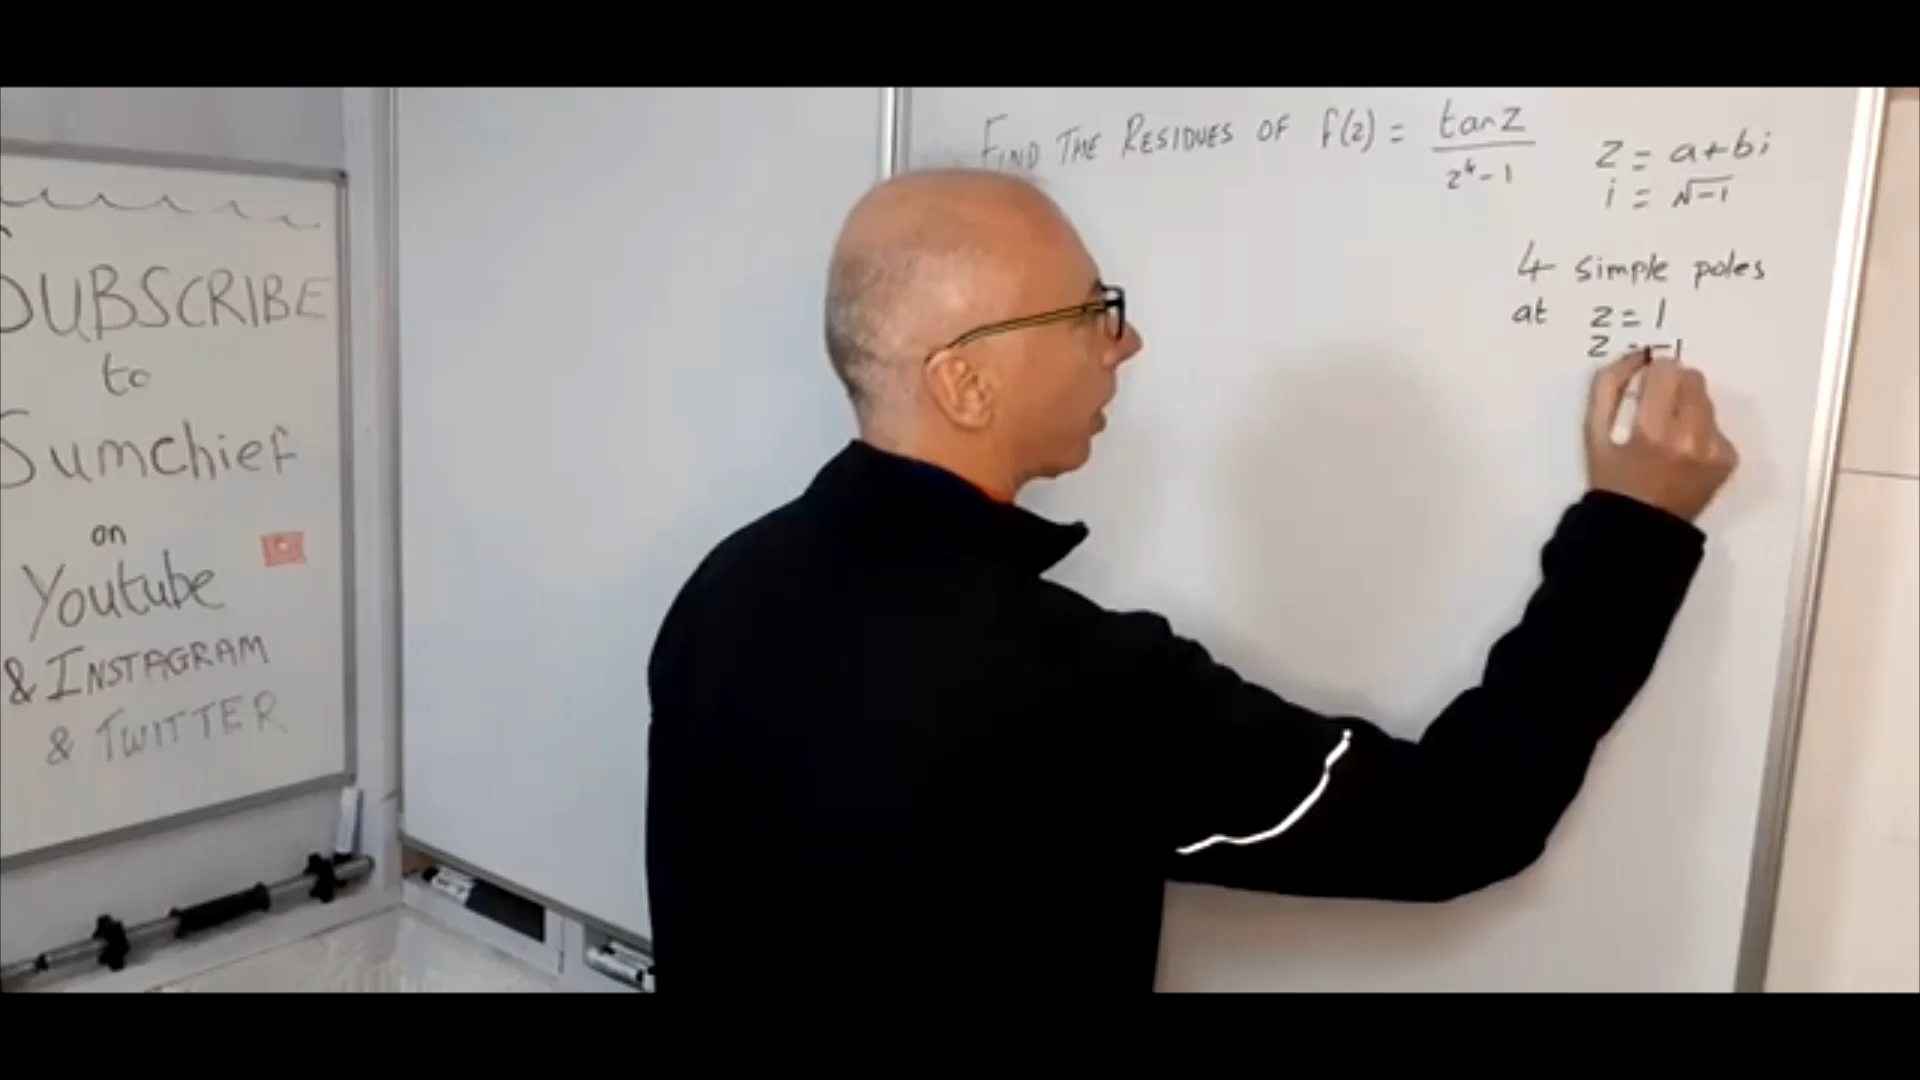 SUBSCRIBE
to
Sumchief
on
Youtube
& INSTAGRAM
& TWITTER
FIND THE RESIDUES OF f(z) = tanz
z⁴-1
z = a+bi
i = √-1
4 simple poles
at z=1
z=-1